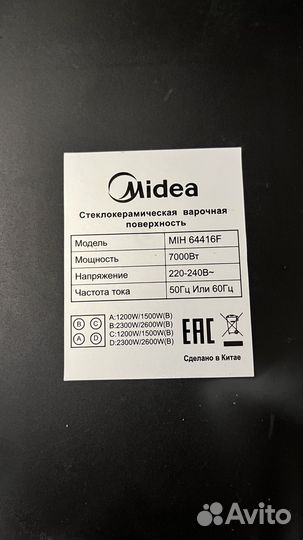 Midea
Стеклокерамическая варочная
поверхность
Модель MIH 64416F
Мощность 7000Вт
Напряжение 220-240В~
Частота тока 50Гц Или 60Гц
B C
A D
A:1200W/1500W(B)
B:2300W/2600W(B)
C:1200W/1500W(B)
D:2300W/2600W(B)
EAC
Сделано в Китае
Avito